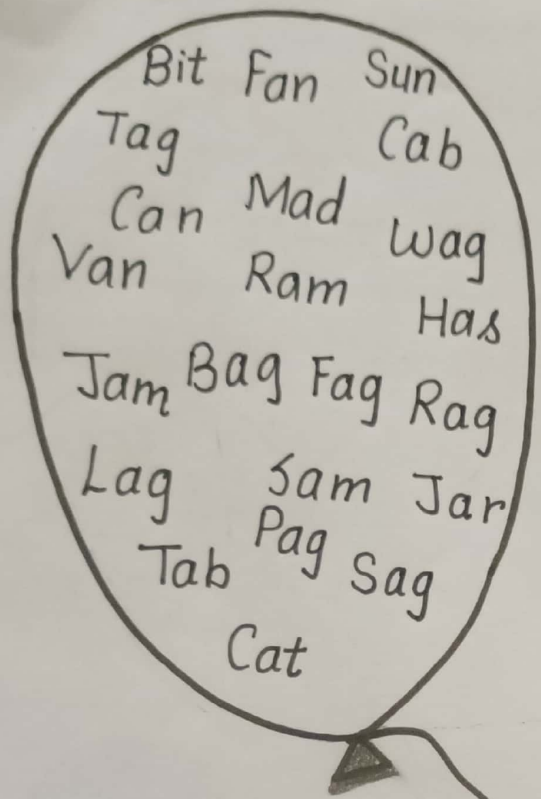 Bit Fan Sun
Tag Cab
Can Mad Wag
Van Ram Has
Jam Bag Fag Rag
Lag Sam Jar
Tab Pag Sag
Cat